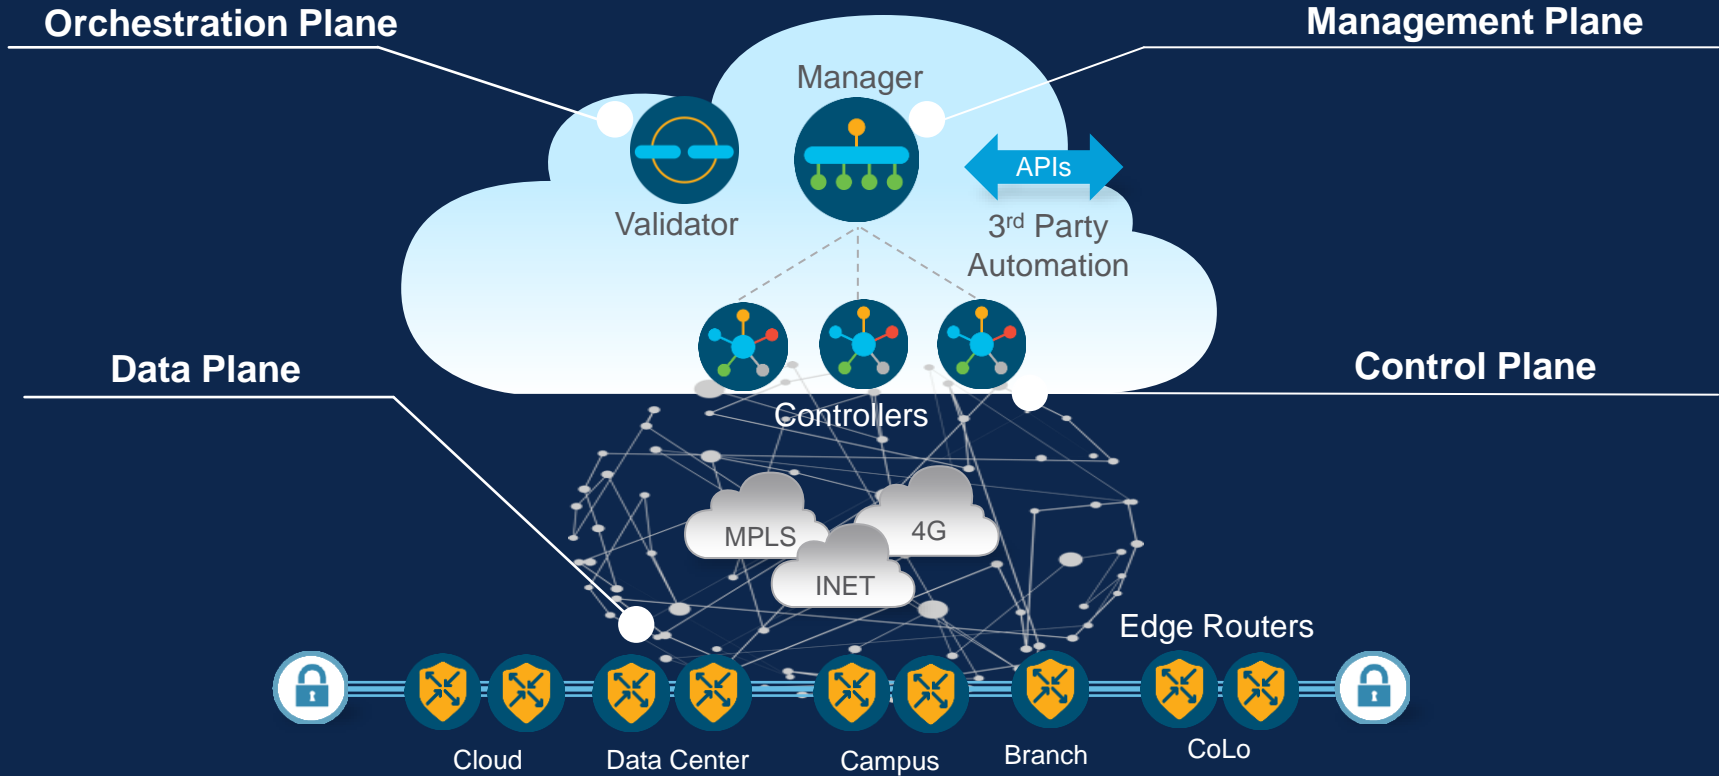 Orchestration Plane
Management Plane
Manager
APIs
Validator
3rd Party
Automation
Data Plane
Control Plane
Controllers
MPLS
4G
INET
Edge Routers
Cloud
Data Center
Campus
Branch
CoLo